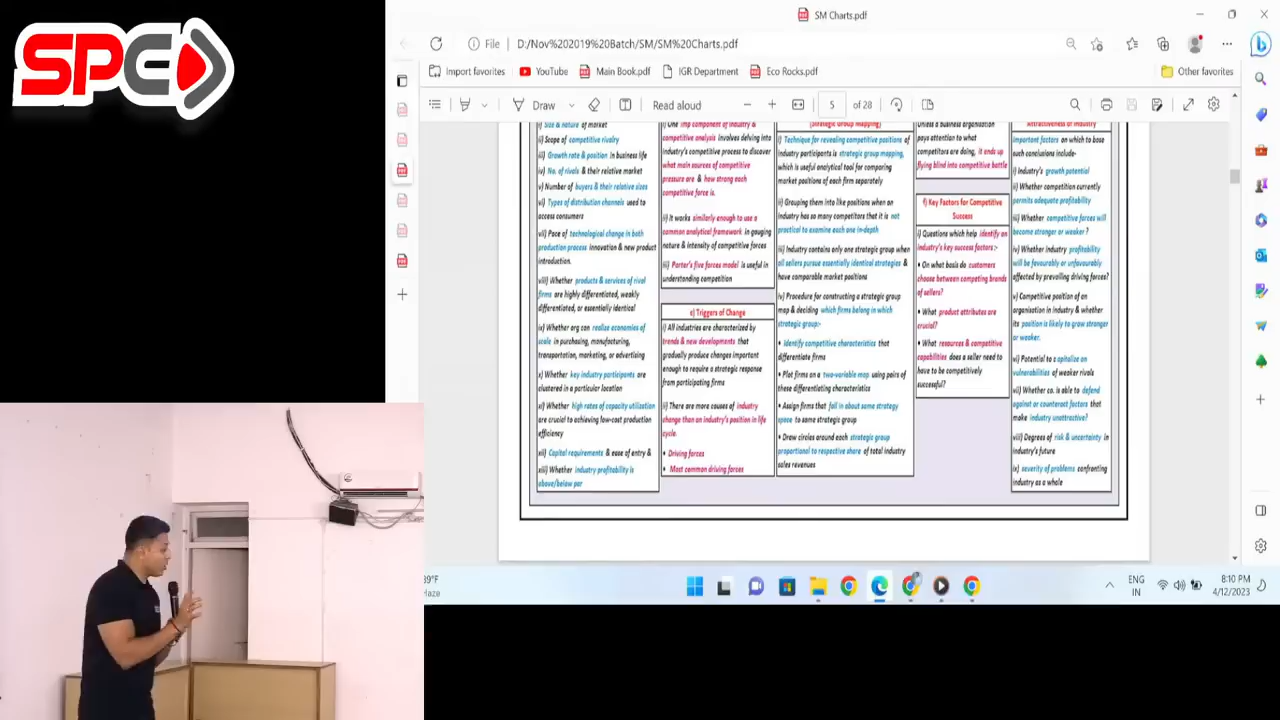 SPE
SM Charts.pdf
File
D:/Nov%202019%20Batch/SM/SM%20Charts.pdf
Import favorites
YouTube
Main Book.pdf
IGR Department
Eco Rocks.pdf
Other favorites
Draw
Read aloud
5
of 28
i) Size & nature of market
ii) Scope of competitive rivalry
iii) Growth rate & position in business life
iv) No. of rivals & their relative market
v) Number of buyers & their relative sizes
vi) Types of distribution channels used to
access consumers
vii) Pace of technological change in both
production process innovation & new product
introduction.
viii) Whether products & services of rival
firms are highly differentiated, weakly
differentiated, or essentially identical
ix) Whether org can realize economies of
scale in purchasing, manufacturing,
transportation, marketing, or advertising
x) Whether key industry participants are
clustered in a particular location
xi) Whether high rates of capacity utilization
are crucial to achieving low-cost production
efficiency
xii) Capital requirements & ease of entry &
xiii) Whether industry profitability is
above/below par
i) One imp component of industry &
competitive analysis involves delving into
industry's competitive process to discover
what main sources of competitive
pressure are & how strong each
competitive force is.
ii) It works similarly enough to use a
common analytical framework in gauging
nature & intensity of competitive forces
iii) Porter's five forces model is useful in
understanding competition
e) Triggers of Change
i) All industries are characterized by
trends & new developments that
gradually produce changes important
enough to require a strategic response
from participating firms
ii) There are more causes of industry
change than an industry's position in life
cycle.
• Driving forces
• Most common driving forces
(Strategic Group Mapping)
i) Technique for revealing competitive positions of
industry participants is strategic group mapping,
which is useful analytical tool for comparing
market positions of each firm separately
ii) Grouping them into like positions when an
industry has so many competitors that it is not
practical to examine each one in-depth
iii) Industry contains only one strategic group when
all sellers pursue essentially identical strategies &
have comparable market positions
iv) Procedure for constructing a strategic group
map & deciding which firms belong in which
strategic group:-
• Identify competitive characteristics that
differentiate firms
• Plot firms on a two-variable map using pairs of
these differentiating characteristics
• Assign firms that fall in about same strategy
space to same strategic group
• Draw circles around each strategic group
proportional to respective share of total industry
sales revenues
Unless a business organisation
pays attention to what
competitors are doing, it ends up
flying blind into competitive battle
f) Key Factors for Competitive
Success
i) Questions which help identify an
industry's key success factors:-
• On what basis do customers
choose between competing brands
of sellers?
• What product attributes are
crucial?
• What resources & competitive
capabilities does a seller need to
have to be competitively
successful?
Attractiveness of Industry
Important factors on which to base
such conclusions include-
i) Industry's growth potential
ii) Whether competition currently
permits adequate profitability
iii) Whether competitive forces will
become stronger or weaker ?
iv) Whether industry profitability
will be favourably or unfavourably
affected by prevailing driving forces?
v) Competitive position of an
organisation in industry & whether
its position is likely to grow stronger
or weaker.
vi) Potential to capitalize on
vulnerabilities of weaker rivals
vii) Whether co. is able to defend
against or counteract factors that
make industry unattractive?
viii) Degrees of risk & uncertainty in
industry's future
ix) severity of problems confronting
industry as a whole
89°F
Haze
ENG
IN
8:10 PM
4/12/2023